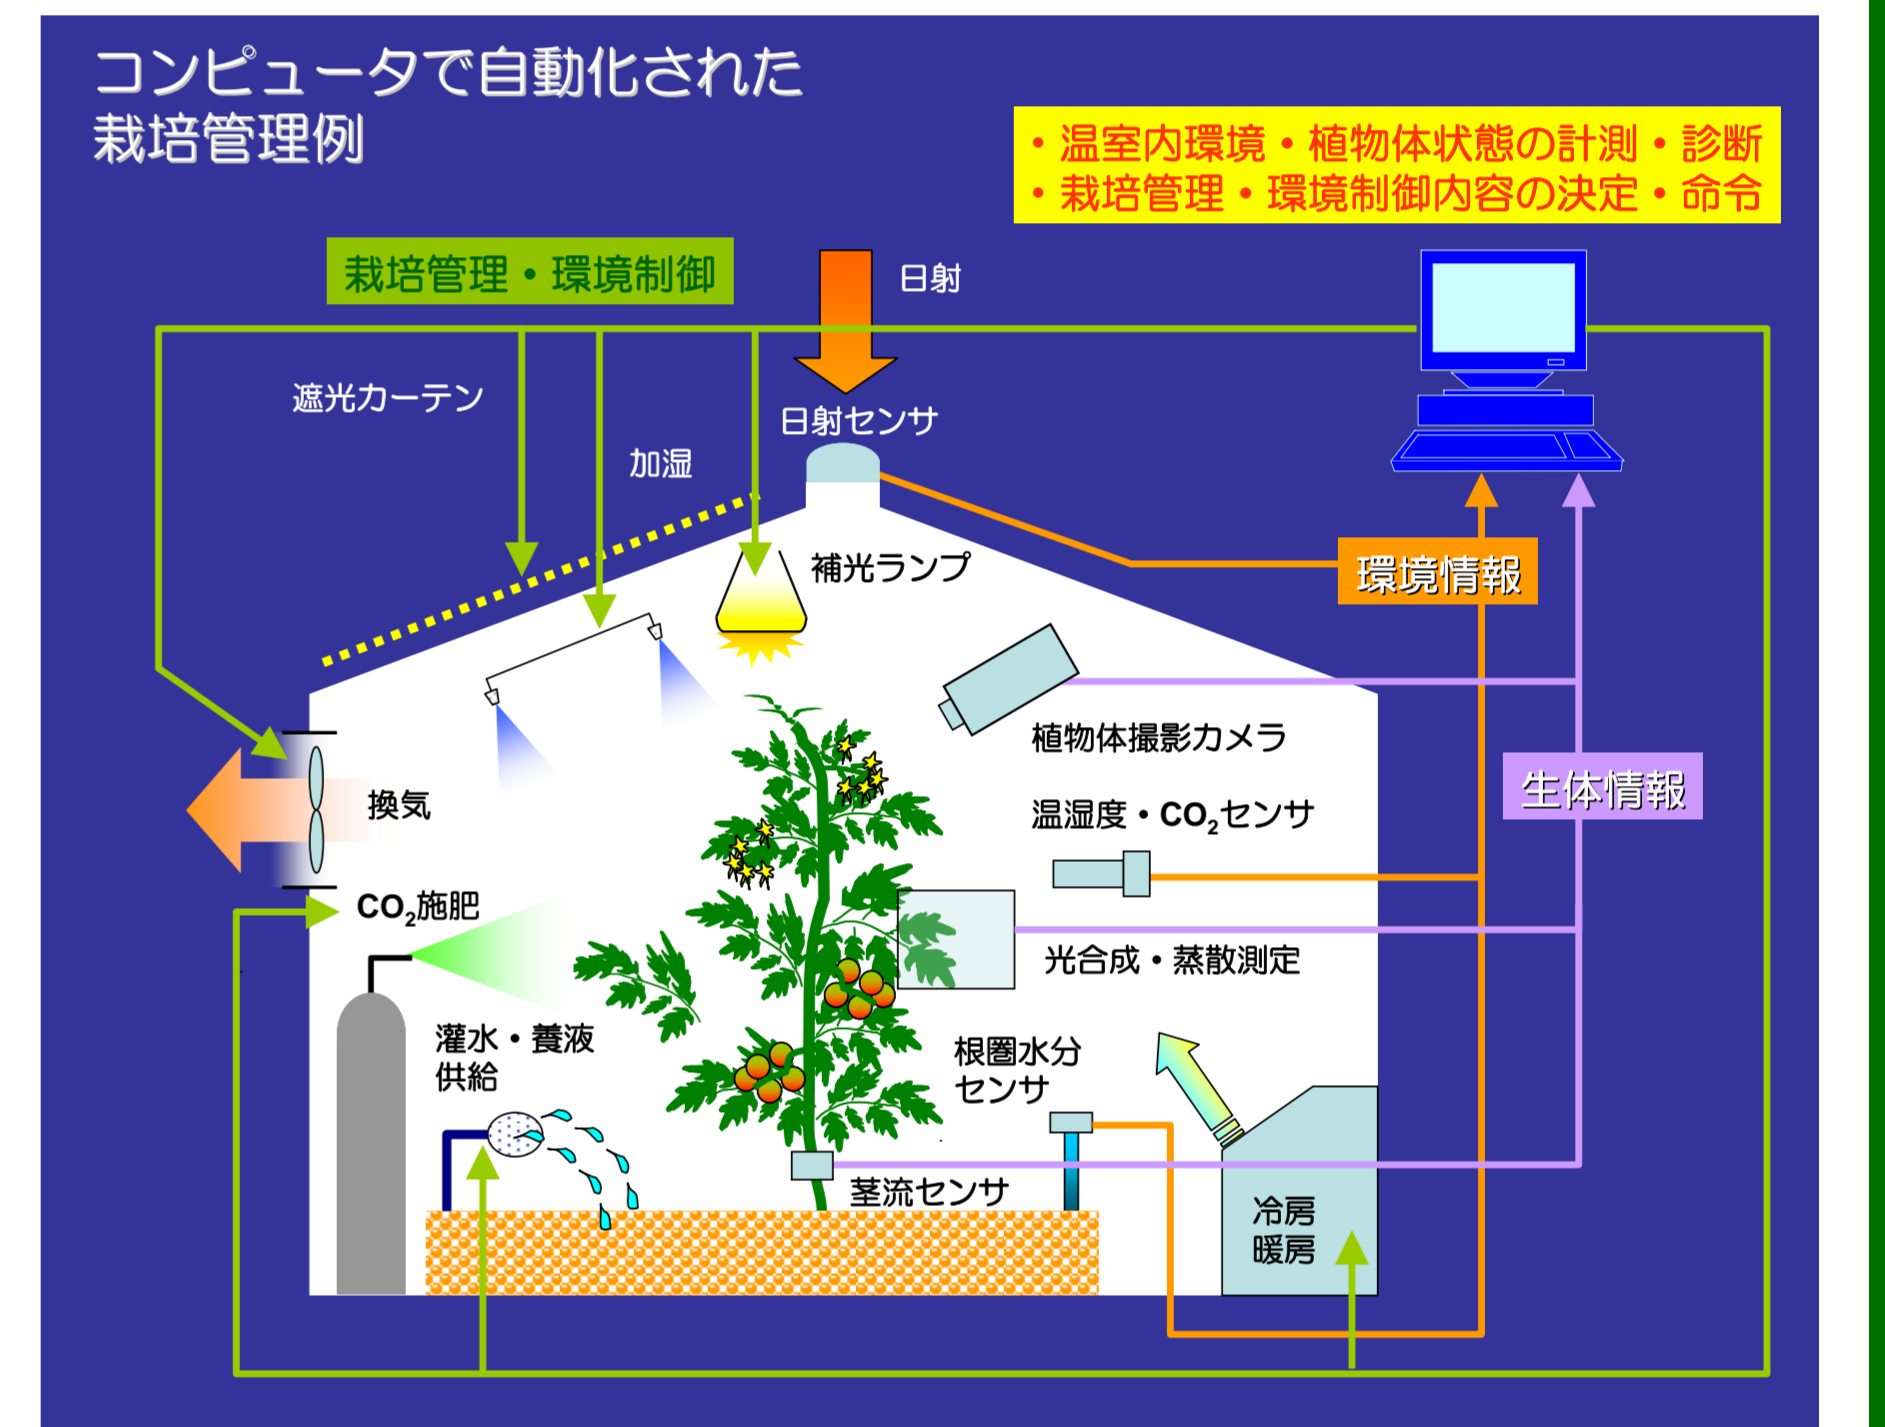 コンピュータで自動化された
栽培管理例
・温室内環境・植物体状態の計測・診断
・栽培管理・環境制御内容の決定・命令
栽培管理・環境制御
日射
遮光カーテン
日射センサ
加湿
補光ランプ
環境情報
植物体撮影カメラ
生体情報
換気
温湿度・CO₂センサ
CO₂施肥
光合成・蒸散測定
灌水・養液
供給
根圏水分
センサ
茎流センサ
冷房
暖房